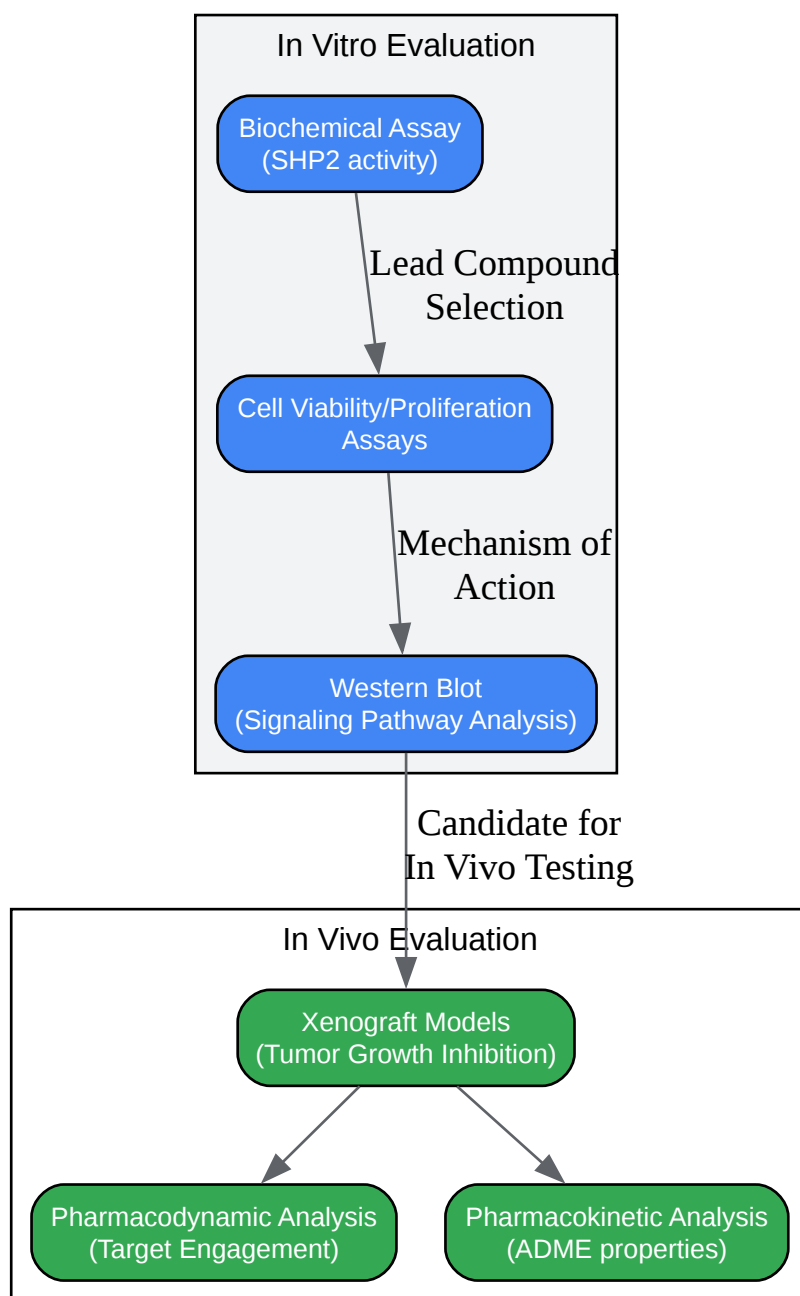 In Vitro Evaluation
Biochemical Assay
(SHP2 activity)
Lead Compound
Selection
Cell Viability/Proliferation
Assays
Mechanism of
Action
Western Blot
(Signaling Pathway Analysis)
Candidate for
In Vivo Testing
In Vivo Evaluation
Xenograft Models
(Tumor Growth Inhibition)
Pharmacodynamic Analysis
(Target Engagement)
Pharmacokinetic Analysis
(ADME properties)